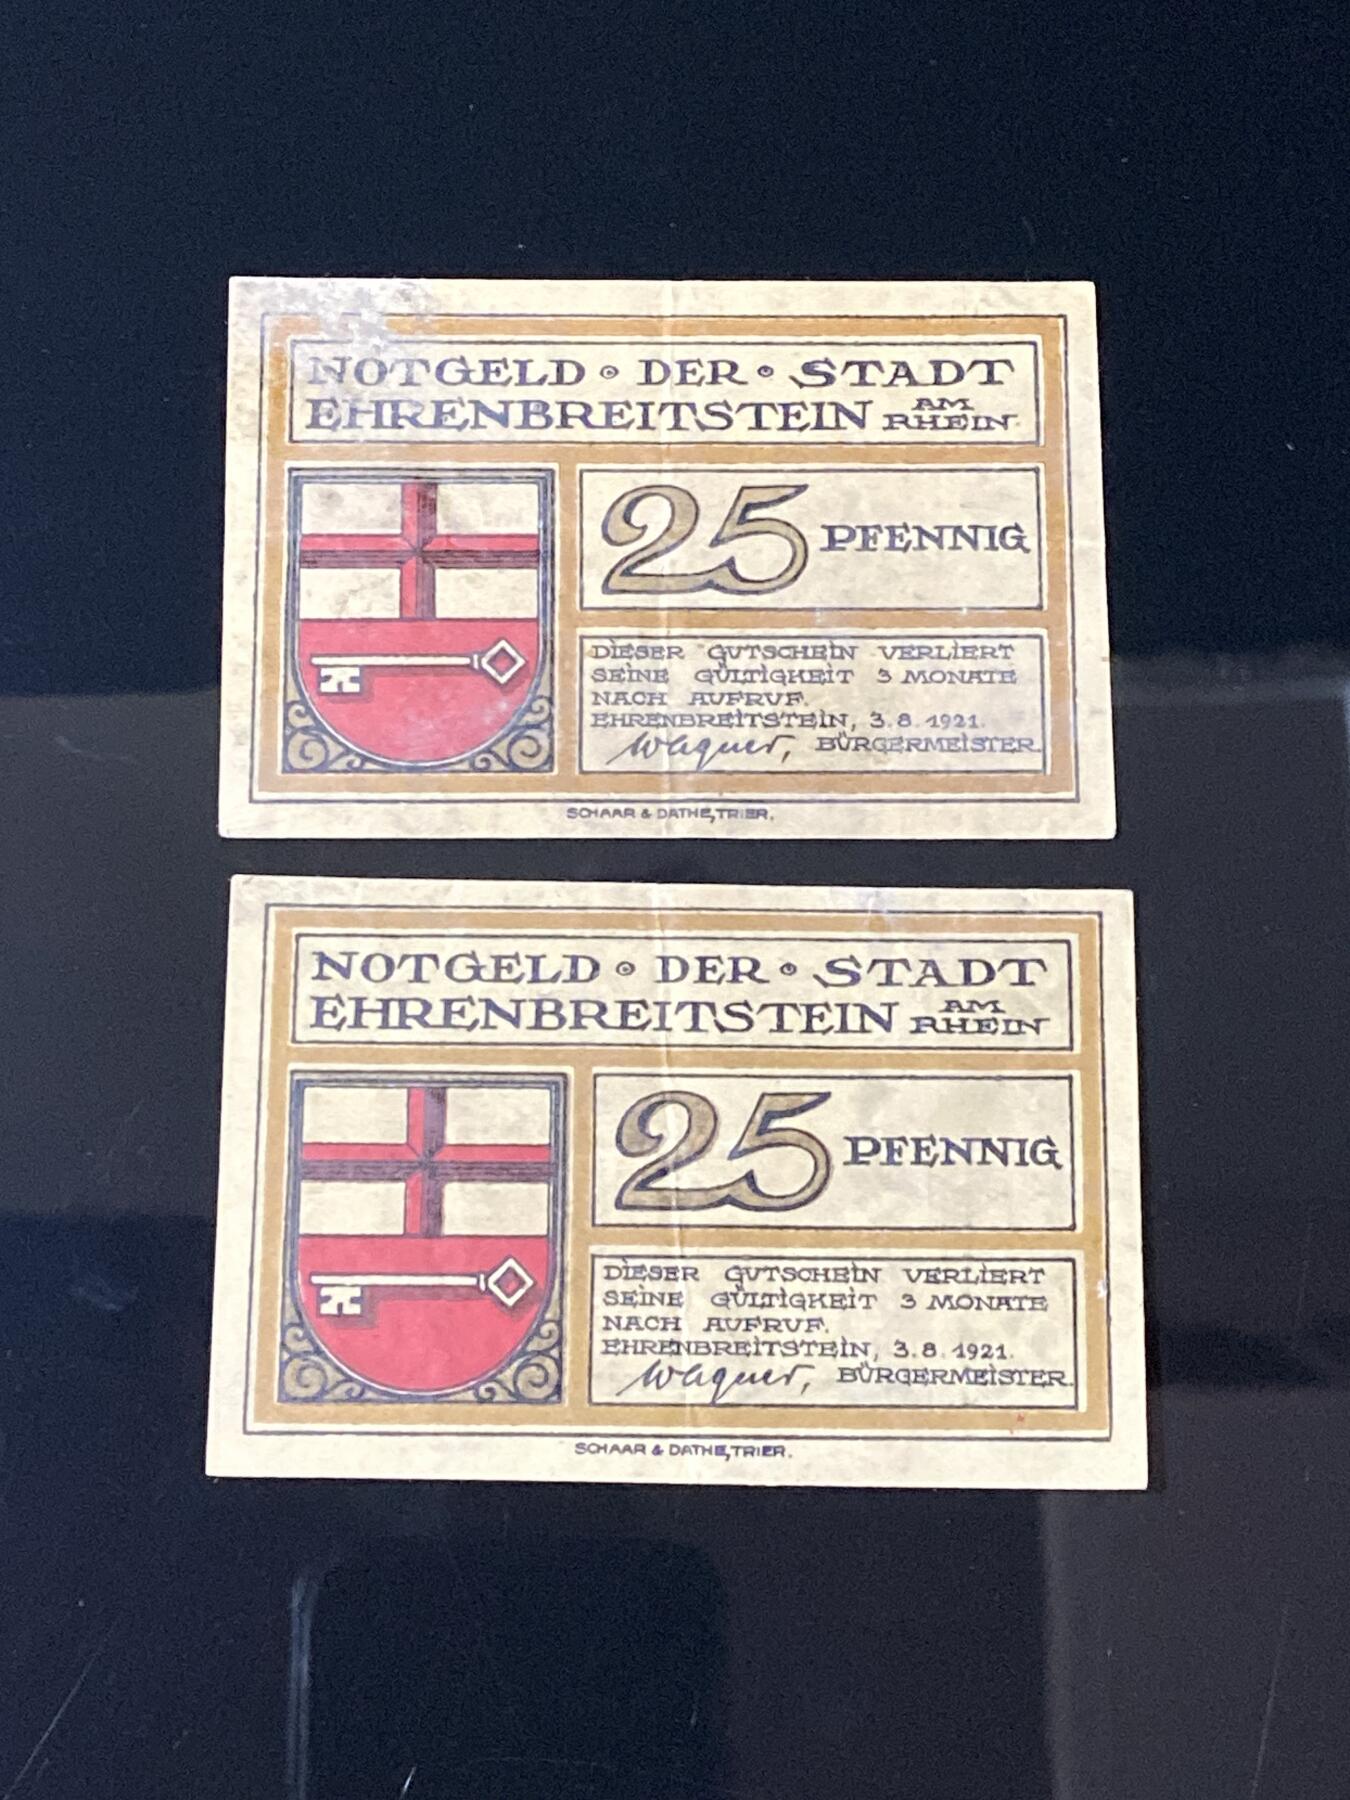 NOTGELD · DER · STADT
EHRENBREITSTEIN AM RHEIN
25 PFENNIG
DIESER GUTSCHEIN VERLIERT
SEINE GÜLTIGKEIT 3 MONATE
NACH AUFRUF.
EHRENBREITSTEIN, 3.8.1921.
Wagner, BÜRGERMEISTER.
SCHAAR & DATHE, TRIER.
NOTGELD · DER · STADT
EHRENBREITSTEIN AM RHEIN
25 PFENNIG
DIESER GUTSCHEIN VERLIERT
SEINE GÜLTIGKEIT 3 MONATE
NACH AUFRUF.
EHRENBREITSTEIN, 3.8.1921.
Wagner, BÜRGERMEISTER.
SCHAAR & DATHE, TRIER.